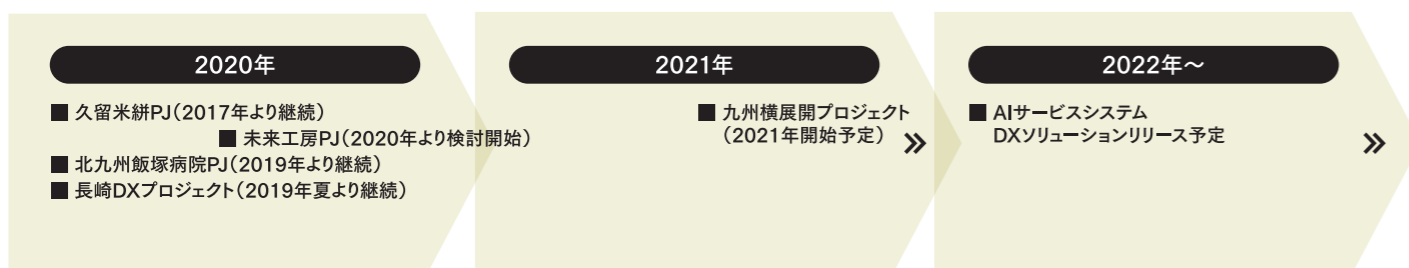 2020年
■ 久留米絣PJ（2017年より継続）
■ 未来工房PJ（2020年より検討開始）
■ 北九州飯塚病院PJ（2019年より継続）
■ 長崎DXプロジェクト（2019年夏より継続）
2021年
■ 九州横展開プロジェクト
（2021年開始予定）
2022年〜
■ AIサービスシステム
DXソリューションリリース予定